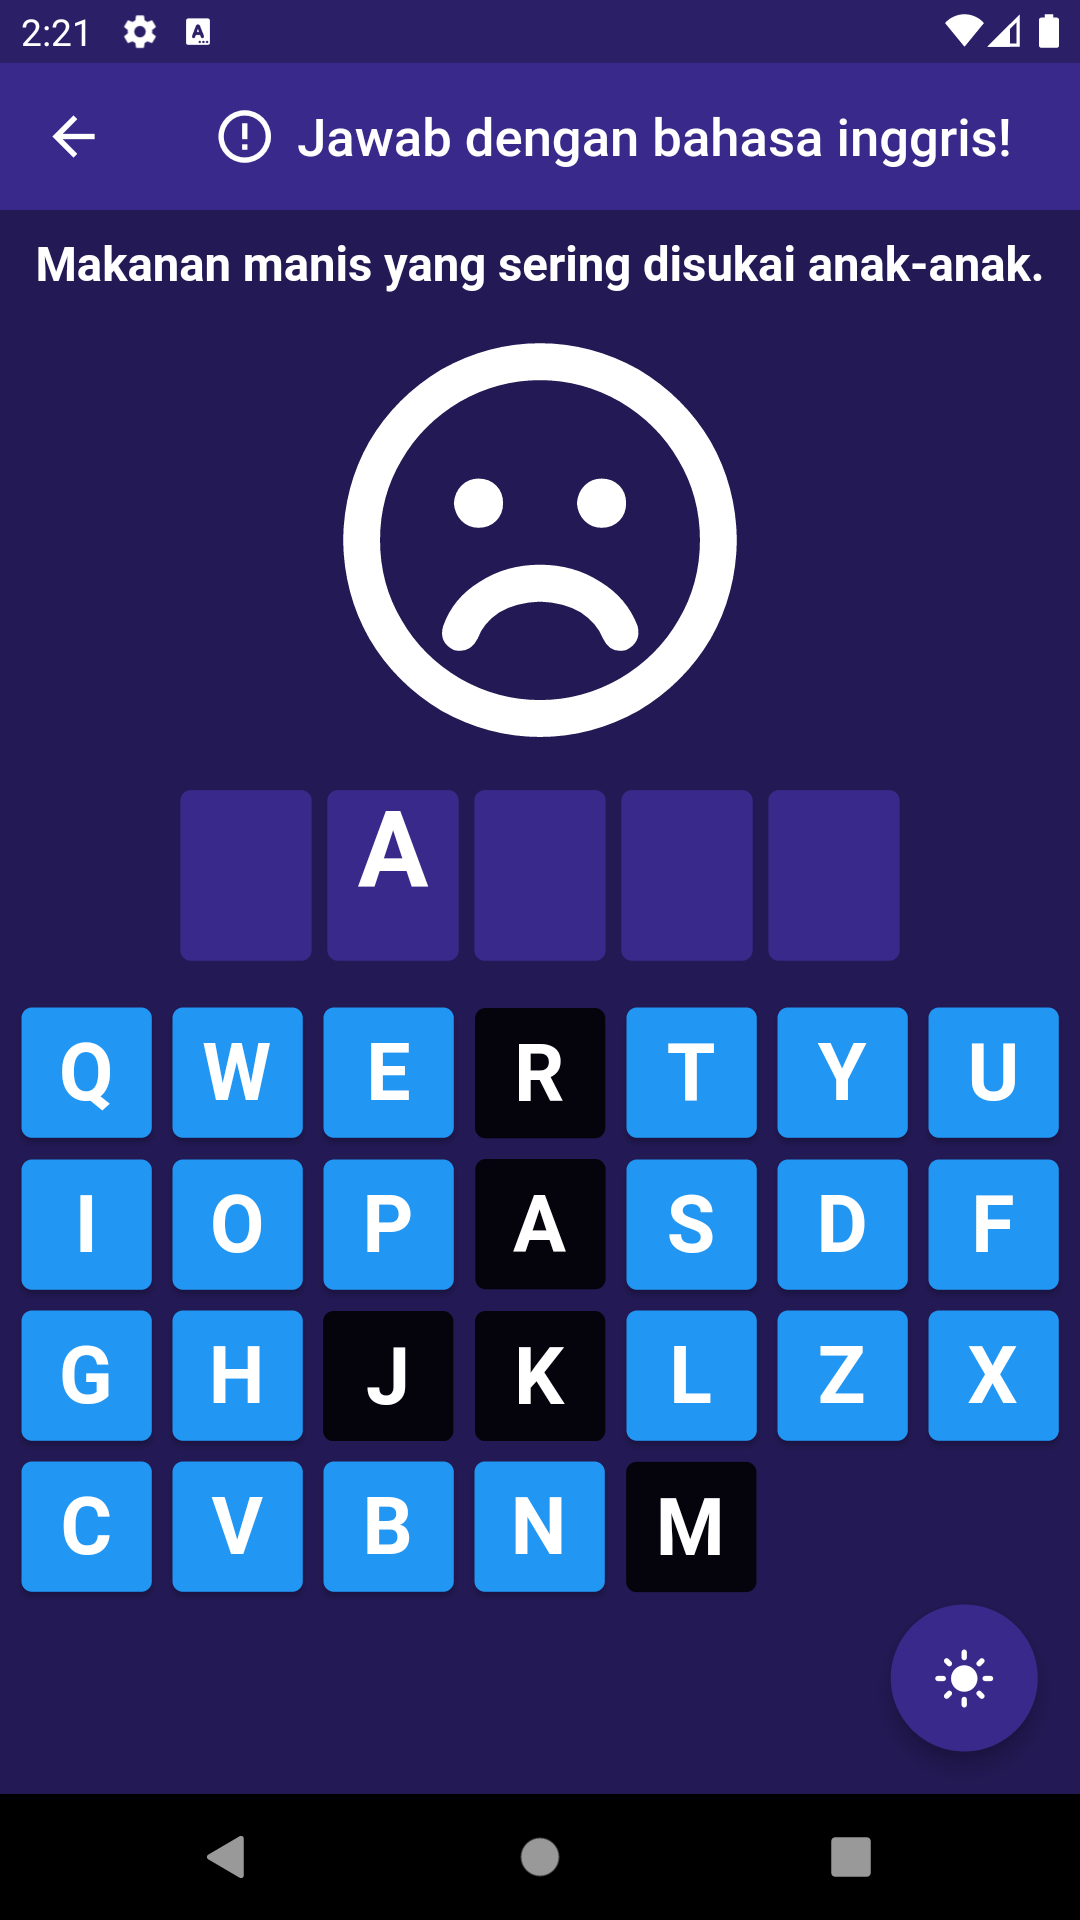 2:21
Jawab dengan bahasa inggris!
Makanan manis yang sering disukai anak-anak.
A
Q W E R T Y U
I O P A S D F
G H J K L Z X
C V B N M